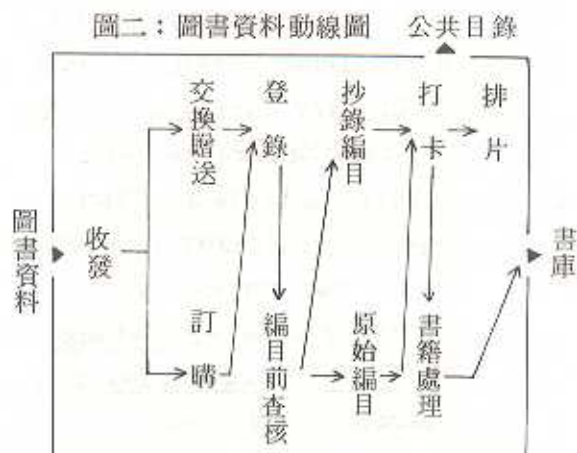 圖二：圖書資料動線圖
公共目錄
交換贈送
登錄
抄錄編目
打卡
排片
圖書資料
收發
書庫
訂購
編目前查核
原始編目
書籍處理